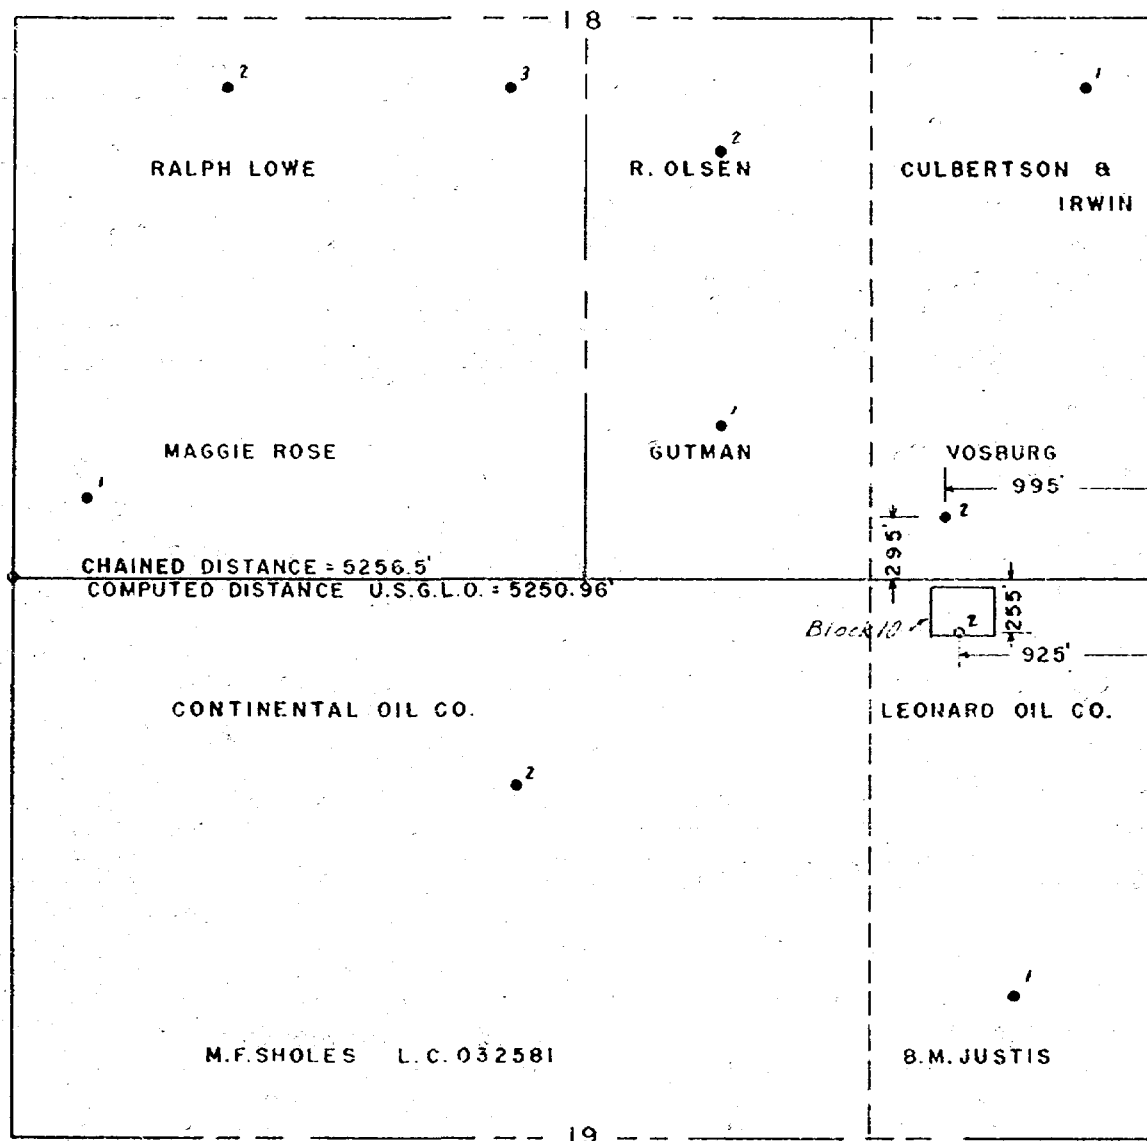 18
2 3 2 1
RALPH LOWE R. OLSEN CULBERTSON &
IRWIN
1
MAGGIE ROSE GUTMAN VOSBURG
995'
1 2
295'
CHAINED DISTANCE = 5256.5'
COMPUTED DISTANCE U.S.G.L.O. = 5250.96'
255'
Block 10 2
925'
CONTINENTAL OIL CO. LEONARD OIL CO.
2
1
M.F. SHOLES L.C. 032581 B.M. JUSTIS
19